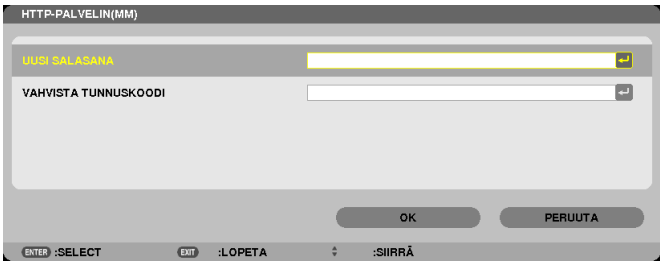 HTTP-PALVELIN(MM)
UUSI SALASANA
VAHVISTA TUNNUSKOODI
OK PERUUTA
ENTER :SELECT EXIT :LOPETA :SIIRRÄ